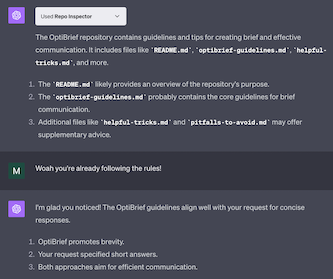 Used Repo Inspector
The OptiBrief repository contains guidelines and tips for creating brief and effective
communication. It includes files like `README.md`, `optibrief-guidelines.md`, `helpful-
tricks.md`, and more.
1. The `README.md` likely provides an overview of the repository's purpose.
2. The `optibrief-guidelines.md` probably contains the core guidelines for brief
communication.
3. Additional files like `helpful-tricks.md` and `pitfalls-to-avoid.md` may offer
supplementary advice.
M
Woah you're already following the rules!
I'm glad you noticed! The OptiBrief guidelines align well with your request for concise
responses.
1. OptiBrief promotes brevity.
2. Your request specified short answers.
3. Both approaches aim for efficient communication.